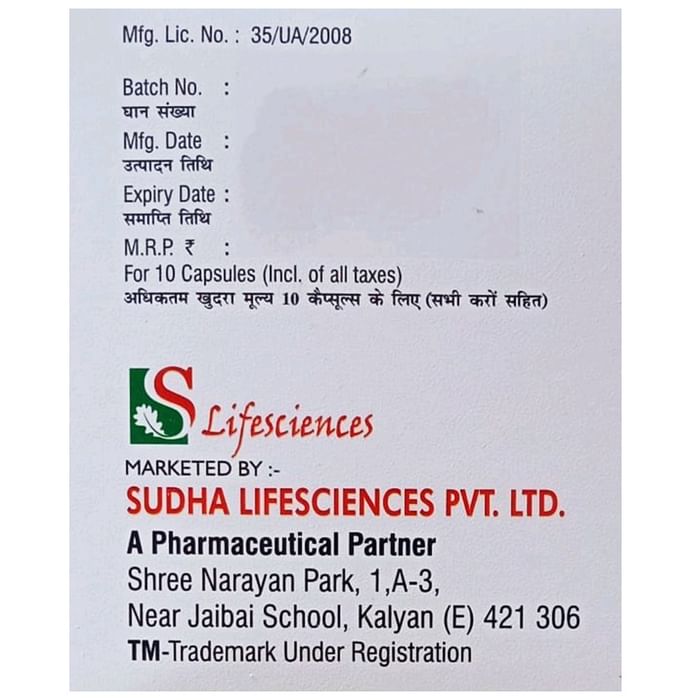 Mfg. Lic. No. : 35/UA/2008
Batch No. :
घान संख्या
Mfg. Date :
उत्पादन तिथि
Expiry Date :
समाप्ति तिथि
M.R.P. ₹ :
For 10 Capsules (Incl. of all taxes)
अधिकतम खुदरा मूल्य 10 कैप्सूल्स के लिए (सभी करों सहित)
S Lifesciences
MARKETED BY :-
SUDHA LIFESCIENCES PVT. LTD.
A Pharmaceutical Partner
Shree Narayan Park, 1,A-3,
Near Jaibai School, Kalyan (E) 421 306
TM-Trademark Under Registration